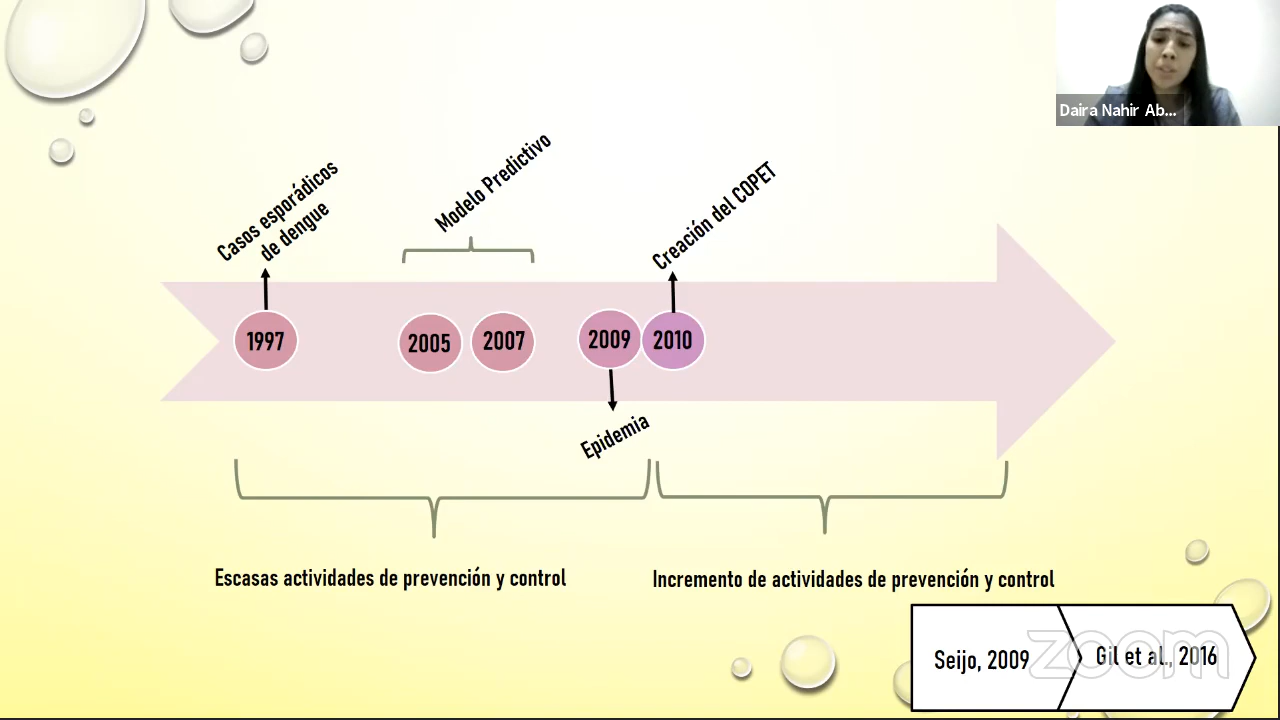 Daira Nahir Ab...
Casos esporádicos
de dengue
Modelo Predictivo
Creación del COPET
1997
2005
2007
2009
2010
Epidemia
Escasas actividades de prevención y control
Incremento de actividades de prevención y control
Seijo, 2009
Gil et al., 2016
zoom